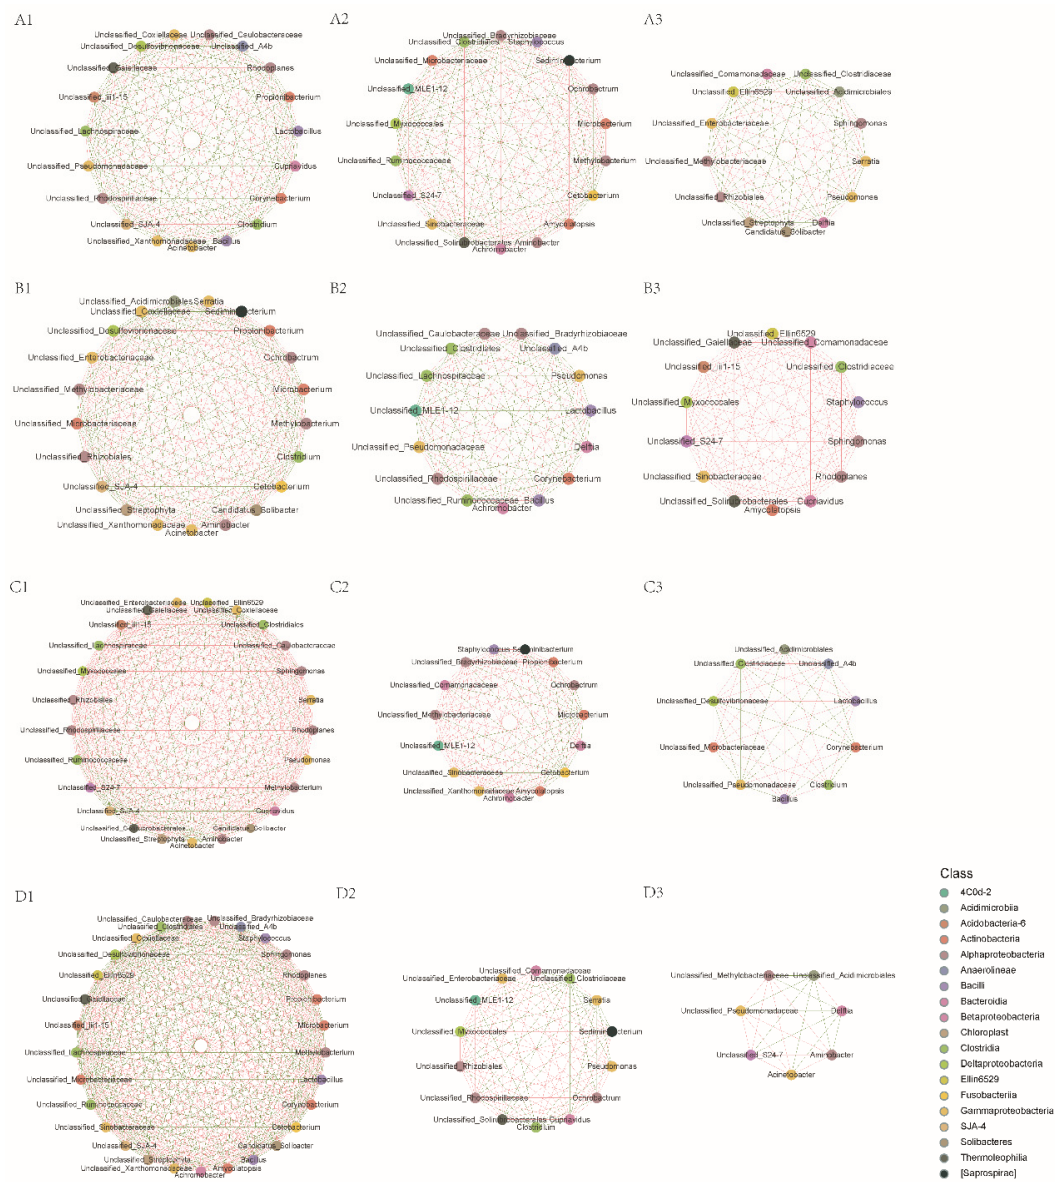 A1
Unclassified_Coxiellaceae Unclassified_Caulobacteraceae
Unclassified_Desulfovibrionaceae Unclassified_A4b
Unclassified_Gaiellaceae Rhodoplanes
Unclassified_iii1-15 Propionibacterium
Unclassified_Lachnospiraceae Lactobacillus
Unclassified_Pseudomonadaceae Cupriavidus
Unclassified_Rhodospirillaceae Corynebacterium
Unclassified_SJA-4 Clostridium
Unclassified_Xanthomonadaceae Bacillus
Acinetobacter
A2
Unclassified_Bradyrhizobiaceae
Unclassified_Clostridiales Staphylococcus
Unclassified_Microbacteriaceae Sediminibacterium
Unclassified_MLE1-12 Ochrobactrum
Unclassified_Myxococcales Microbacterium
Unclassified_Ruminococcaceae Methylobacterium
Unclassified_S24-7 Cetobacterium
Unclassified_Sinobacteraceae Amycolatopsis
Unclassified_Solirubrobacterales Aminobacter
Achromobacter
A3
Unclassified_Comamonadaceae Unclassified_Clostridiaceae
Unclassified_Ellin6529 Unclassified_Acidimicrobiales
Unclassified_Enterobacteriaceae Sphingomonas
Unclassified_Methylobacteriaceae Serratia
Unclassified_Rhizobiales Pseudomonas
Unclassified_Streptophyta Delftia
Candidatus_Solibacter
B1
Unclassified_Acidimicrobiales Serratia
Unclassified_Coxiellaceae Sediminibacterium
Unclassified_Desulfovibrionaceae Propionibacterium
Unclassified_Enterobacteriaceae Ochrobactrum
Unclassified_Methylobacteriaceae Microbacterium
Unclassified_Microbacteriaceae Methylobacterium
Unclassified_Rhizobiales Clostridium
Unclassified_SJA-4 Cetobacterium
Unclassified_Streptophyta Candidatus_Solibacter
Unclassified_Xanthomonadaceae Aminobacter
Acinetobacter
B2
Unclassified_Caulobacteraceae Unclassified_Bradyrhizobiaceae
Unclassified_Clostridiales Unclassified_A4b
Unclassified_Lachnospiraceae Pseudomonas
Unclassified_MLE1-12 Lactobacillus
Unclassified_Pseudomonadaceae Delftia
Unclassified_Rhodospirillaceae Corynebacterium
Unclassified_Ruminococcaceae Bacillus
Achromobacter
B3
Unclassified_Ellin6529
Unclassified_Gaiellaceae Unclassified_Comamonadaceae
Unclassified_iii1-15 Unclassified_Clostridiaceae
Unclassified_Myxococcales Staphylococcus
Unclassified_S24-7 Sphingomonas
Unclassified_Sinobacteraceae Rhodoplanes
Unclassified_Solirubrobacterales Cupriavidus
Amycolatopsis
C1
Unclassified_Enterobacteriaceae Unclassified_Ellin6529
Unclassified_Gaiellaceae Unclassified_Coxiellaceae
Unclassified_iii1-15 Unclassified_Clostridiales
Unclassified_Lachnospiraceae Unclassified_Caulobacteraceae
Unclassified_Myxococcales Sphingomonas
Unclassified_Rhizobiales Serratia
Unclassified_Rhodospirillaceae Rhodoplanes
Unclassified_Ruminococcaceae Pseudomonas
Unclassified_S24-7 Methylobacterium
Unclassified_SJA-4 Cupriavidus
Unclassified_Solirubrobacterales Candidatus_Solibacter
Unclassified_Streptophyta Aminobacter
Acinetobacter
C2
Staphylococcus Sediminibacterium
Unclassified_Bradyrhizobiaceae Propionibacterium
Unclassified_Comamonadaceae Ochrobactrum
Unclassified_Methylobacteriaceae Microbacterium
Unclassified_MLE1-12 Delftia
Unclassified_Sinobacteraceae Cetobacterium
Unclassified_Xanthomonadaceae Amycolatopsis
Achromobacter
C3
Unclassified_Acidimicrobiales
Unclassified_Clostridiaceae Unclassified_A4b
Unclassified_Desulfovibrionaceae Lactobacillus
Unclassified_Microbacteriaceae Corynebacterium
Unclassified_Pseudomonadaceae Clostridium
Bacillus
D1
Unclassified_Bradyrhizobiaceae
Unclassified_Caulobacteraceae
Unclassified_Clostridiales Unclassified_A4b
Unclassified_Coxiellaceae Staphylococcus
Unclassified_Desulfovibrionaceae Sphingomonas
Unclassified_Ellin6529 Rhodoplanes
Unclassified_Gaiellaceae Propionibacterium
Unclassified_iii1-15 Microbacterium
Unclassified_Lachnospiraceae Methylobacterium
Unclassified_Microbacteriaceae Lactobacillus
Unclassified_Ruminococcaceae Corynebacterium
Unclassified_Sinobacteraceae Cetobacterium
Unclassified_SJA-4 Candidatus_Solibacter
Unclassified_Streptophyta Bacillus
Unclassified_Xanthomonadaceae Amycolatopsis
Achromobacter
D2
Unclassified_Comamonadaceae
Unclassified_Enterobacteriaceae Unclassified_Clostridiaceae
Unclassified_MLE1-12 Serratia
Unclassified_Myxococcales Sediminibacterium
Unclassified_Rhizobiales Pseudomonas
Unclassified_Rhodospirillaceae Ochrobactrum
Unclassified_Solirubrobacterales Cupriavidus
Clostridium
D3
Unclassified_Methylobacteriaceae Unclassified_Acidimicrobiales
Unclassified_Pseudomonadaceae Delftia
Unclassified_S24-7 Aminobacter
Acinetobacter
Class
4C0d-2
Acidimicrobiia
Acidobacteria-6
Actinobacteria
Alphaproteobacteria
Anaerolineae
Bacilli
Bacteroidia
Betaproteobacteria
Chloroplast
Clostridia
Deltaproteobacteria
Ellin6529
Fusobacteriia
Gammaproteobacteria
SJA-4
Solibacteres
Thermoleophilia
[Saprospirae]